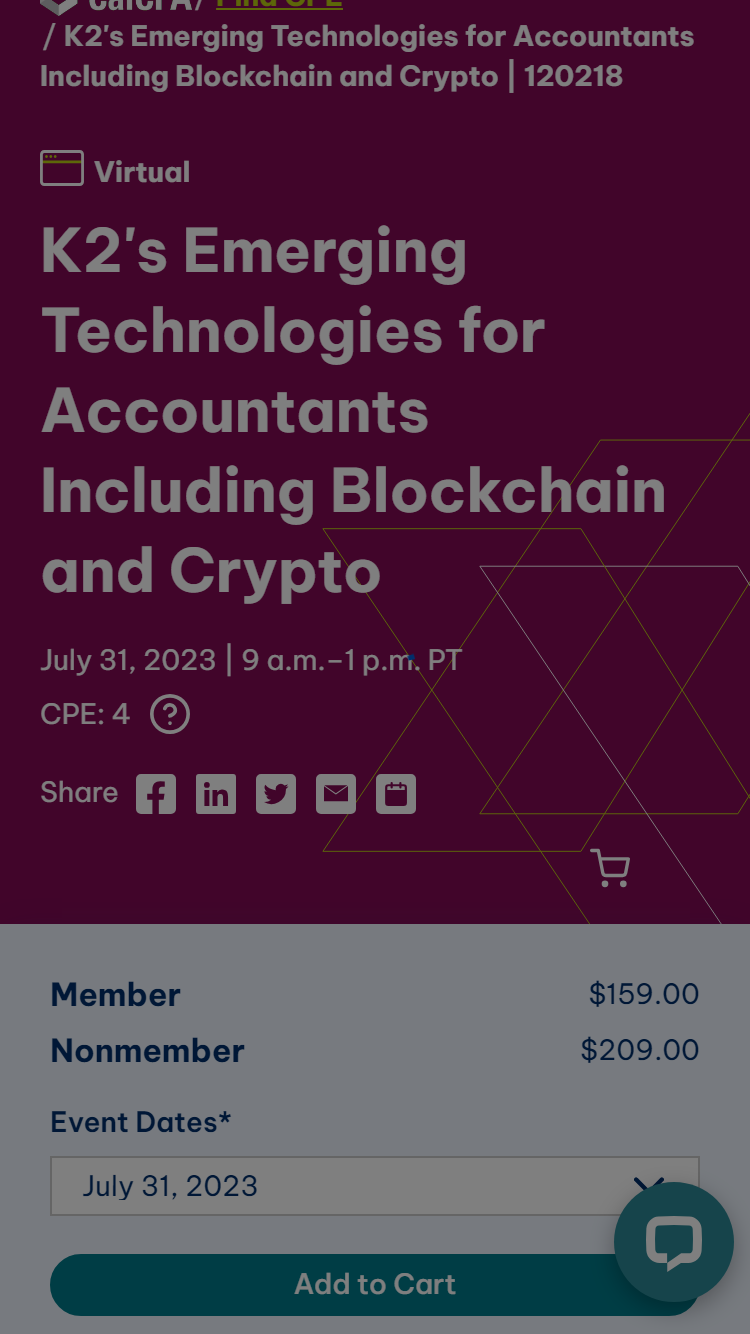 / Find CPE
/ K2's Emerging Technologies for Accountants
Including Blockchain and Crypto | 120218
Virtual
K2's Emerging
Technologies for
Accountants
Including Blockchain
and Crypto
July 31, 2023 | 9 a.m.–1 p.m. PT
CPE: 4 ?
Share
Member $159.00
Nonmember $209.00
Event Dates*
July 31, 2023
Add to Cart